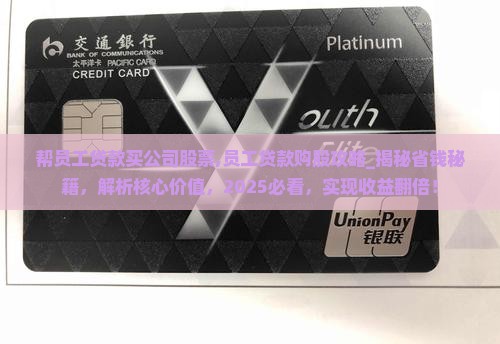 交通銀行
BANK OF COMMUNICATIONS
太平洋卡 PACIFIC CARD
CREDIT CARD
Platinum
Youth
Elite
帮员工贷款买公司股票,员工贷款购股攻略_揭秘省钱秘
籍，解析核心价值，2025必看，实现收益翻倍！
UnionPay
银联